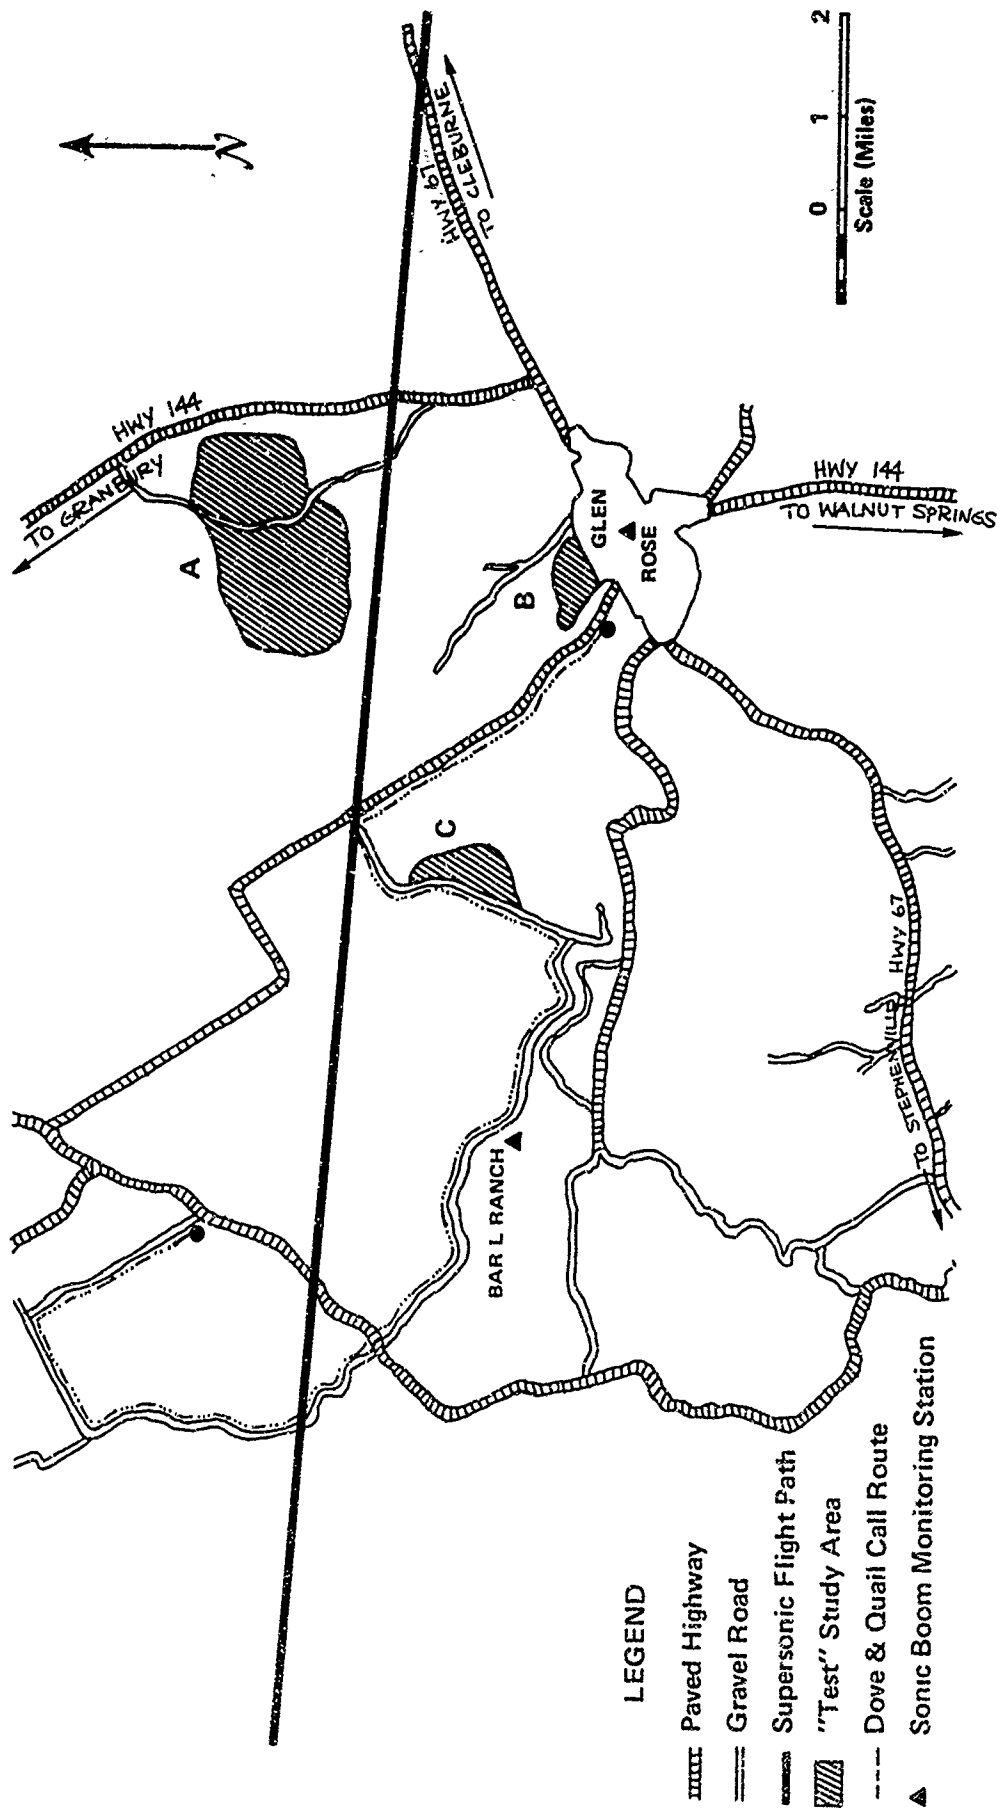 N
TO GRANBURY
HWY 144
HWY 67
TO CLEBURNE
A
B
C
GLEN
ROSE
HWY 144
TO WALNUT SPRINGS
BAR L RANCH
HWY 67
TO STEPHENVILLE
0 1 2
Scale (Miles)
LEGEND
Paved Highway
Gravel Road
Supersonic Flight Path
"Test" Study Area
Dove & Quail Call Route
Sonic Boom Monitoring Station